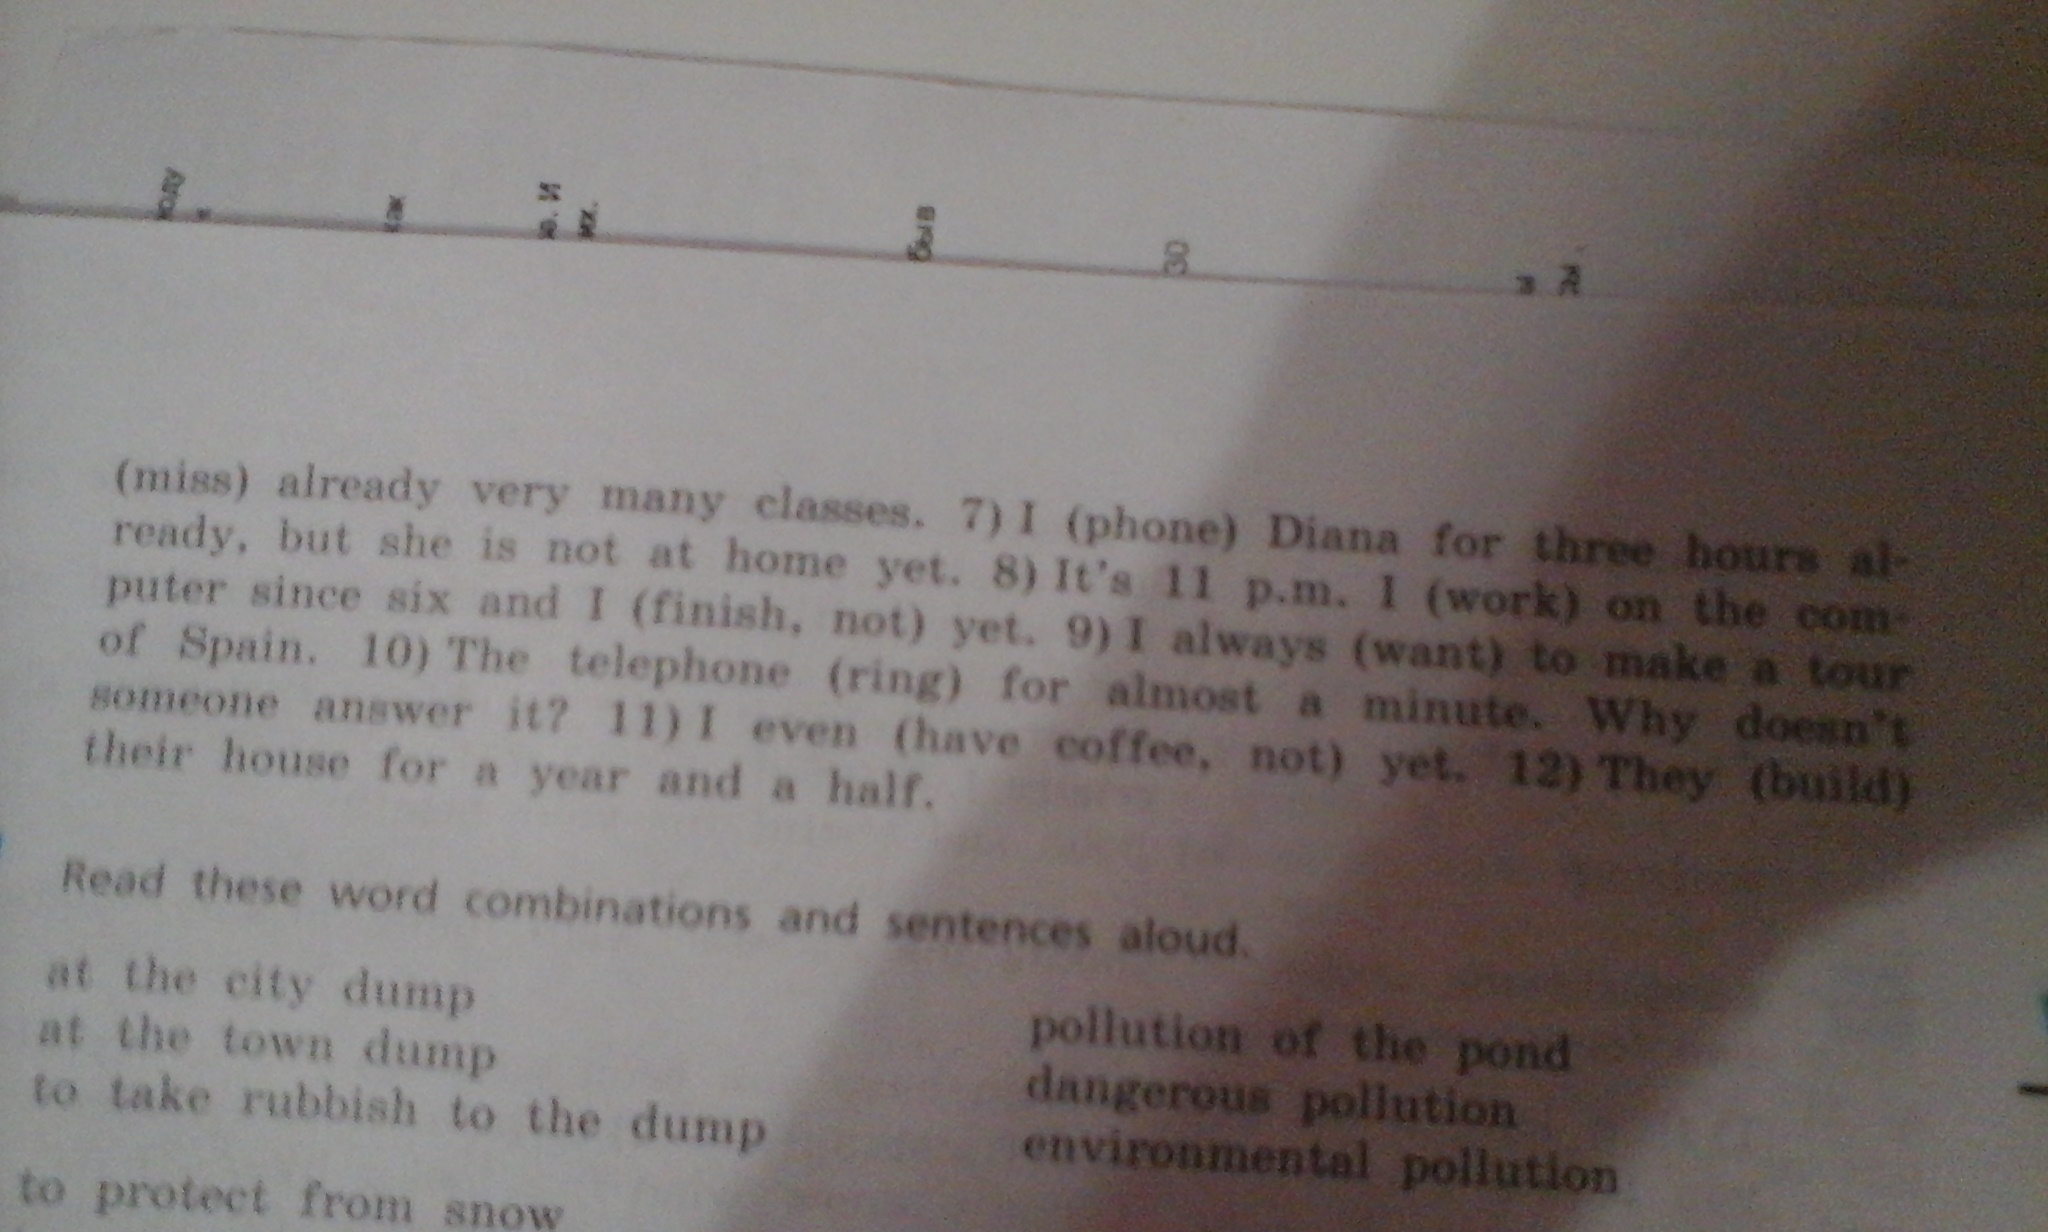 ж. И
их.
быв
30
(miss) already very many classes. 7) I (phone) Diana for three hours al-
ready, but she is not at home yet. 8) It's 11 p.m. I (work) on the com-
puter since six and I (finish, not) yet. 9) I always (want) to make a tour
of Spain. 10) The telephone (ring) for almost a minute. Why doesn't
someone answer it? 11) I even (have coffee, not) yet. 12) They (build)
their house for a year and a half.
Read these word combinations and sentences aloud.
at the city dump
at the town dump
to take rubbish to the dump
to protect from snow
pollution of the pond
dangerous pollution
environmental pollution